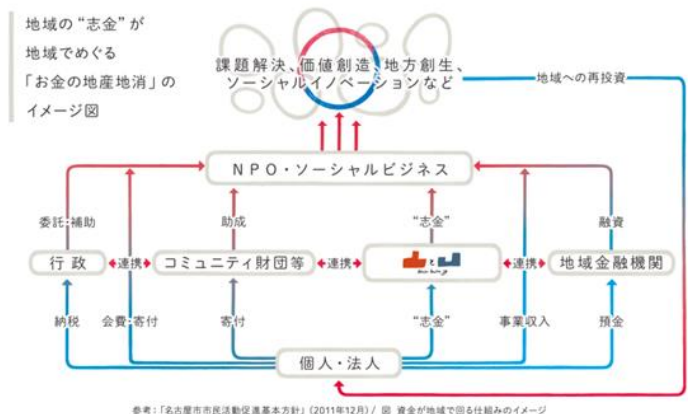 地域の“志金”が
地域でめぐる
「お金の地産地消」の
イメージ図
課題解決、価値創造、地方創生、
ソーシャルイノベーションなど
地域への再投資
NPO・ソーシャルビジネス
委託・補助
助成
“志金”
融資
行政
連携
コミュニティ財団等
連携
連携
地域金融機関
納税
会費・寄付
寄付
“志金”
事業収入
預金
個人・法人
参考：「名古屋市市民活動促進基本方針」（2011年12月）/ 図 資金が地域で回る仕組みのイメージ